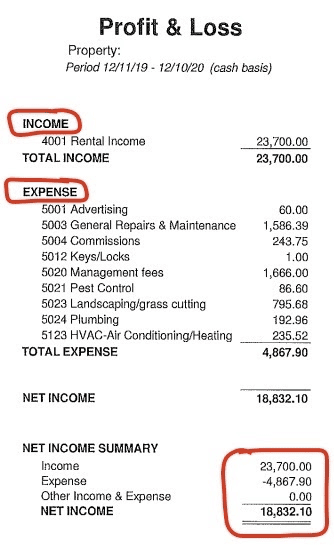 Profit & Loss
Property:
Period 12/11/19 - 12/10/20 (cash basis)
INCOME
4001 Rental Income 23,700.00
TOTAL INCOME 23,700.00
EXPENSE
5001 Advertising 60.00
5003 General Repairs & Maintenance 1,586.39
5004 Commissions 243.75
5012 Keys/Locks 1.00
5020 Management fees 1,666.00
5021 Pest Control 86.60
5023 Landscaping/grass cutting 795.68
5024 Plumbing 192.96
5123 HVAC-Air Conditioning/Heating 235.52
TOTAL EXPENSE 4,867.90
NET INCOME 18,832.10
NET INCOME SUMMARY
Income 23,700.00
Expense -4,867.90
Other Income & Expense 0.00
NET INCOME 18,832.10